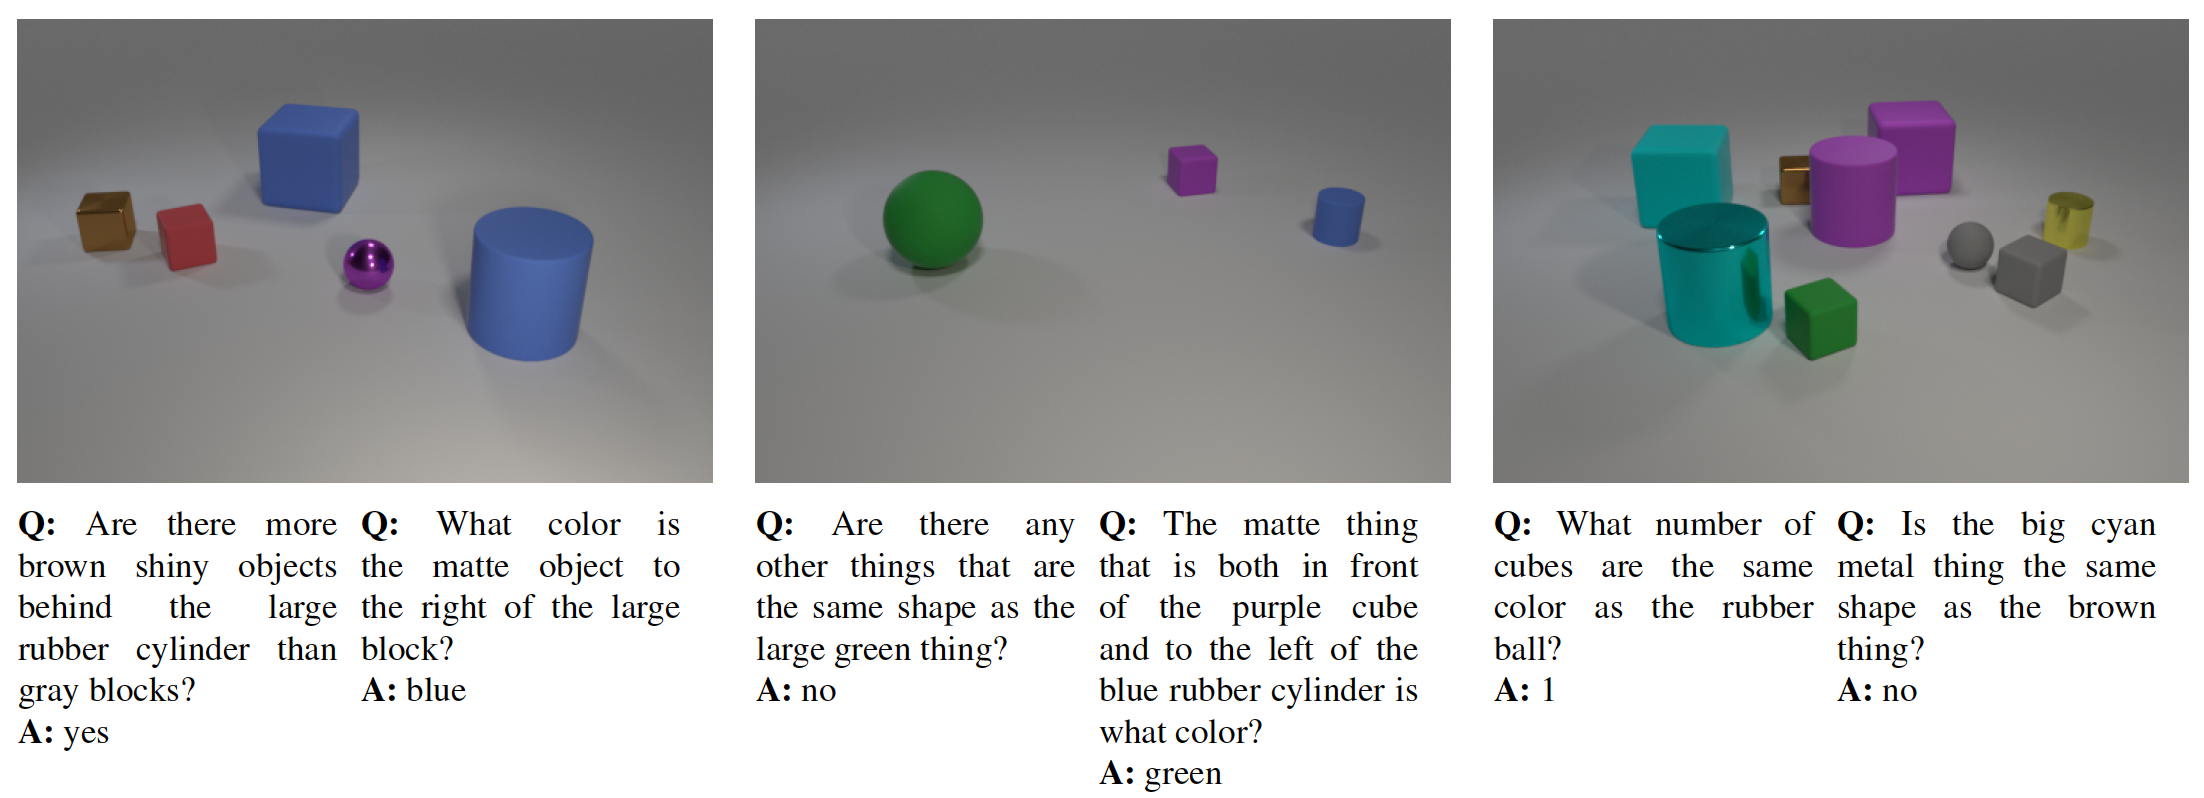 Q: Are there more
brown shiny objects
behind the large
rubber cylinder than
gray blocks?
A: yes
Q: What color is
the matte object to
the right of the large
block?
A: blue
Q: Are there any
other things that are
the same shape as the
large green thing?
A: no
Q: The matte thing
that is both in front
of the purple cube
and to the left of the
blue rubber cylinder is
what color?
A: green
Q: What number of
cubes are the same
color as the rubber
ball?
A: 1
Q: Is the big cyan
metal thing the same
shape as the brown
thing?
A: no